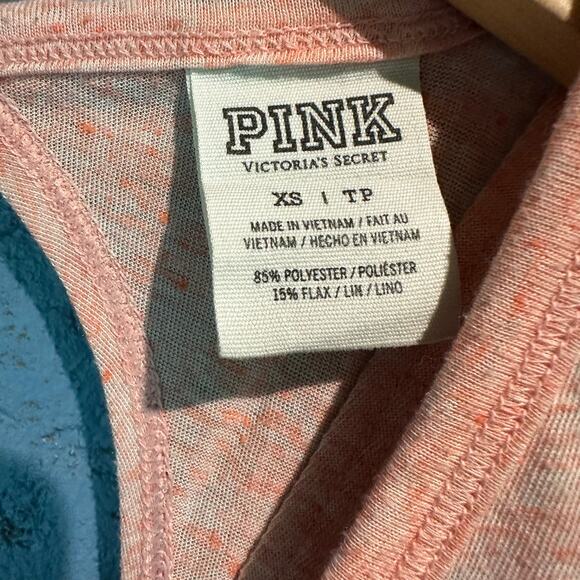 PINK
VICTORIA'S SECRET
XS | TP
MADE IN VIETNAM / FAIT AU
VIETNAM / HECHO EN VIETNAM
85% POLYESTER / POLIÉSTER
15% FLAX / LIN / LINO